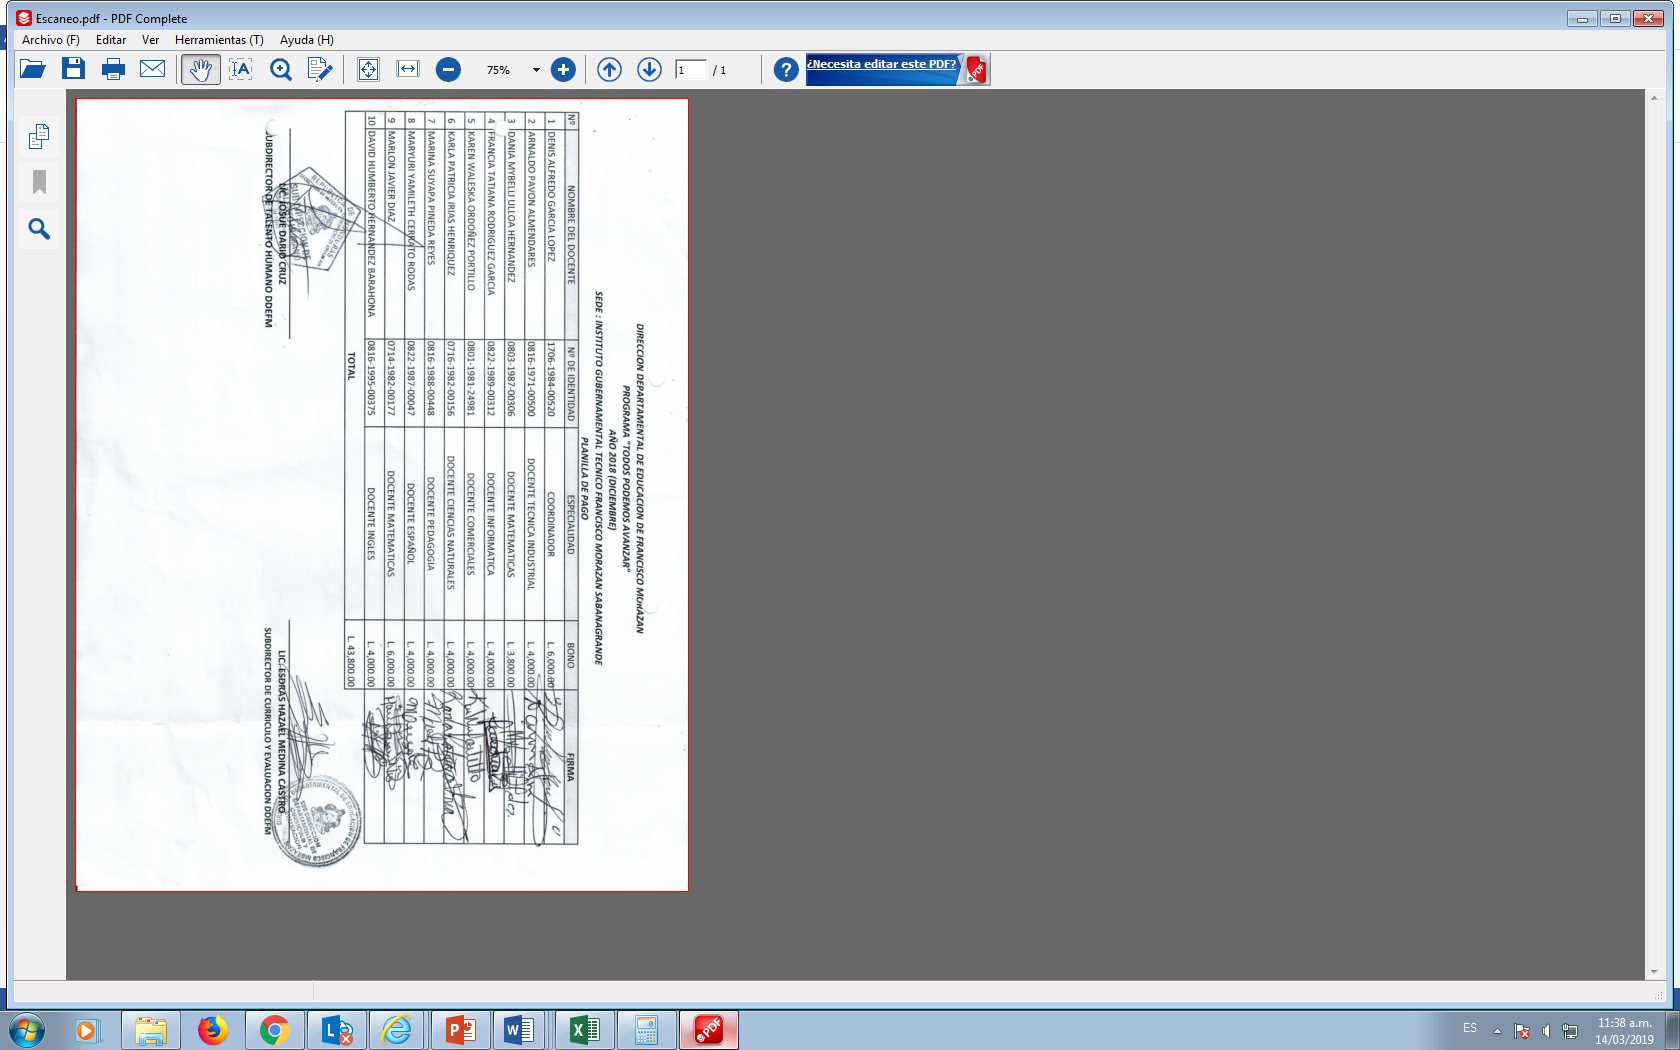 Escaneo.pdf - PDF Complete
Archivo (F) Editar Ver Herramientas (T) Ayuda (H)
75% 1 / 1 ¿Necesita editar este PDF?
DIRECCION DEPARTAMENTAL DE EDUCACION DE FRANCISCO MORAZAN
PROGRAMA "TODOS PODEMOS AVANZAR"
AÑO 2018 (DICIEMBRE)
SEDE : INSTITUTO GUBERNAMENTAL TECNICO FRANCISCO MORAZAN SABANAGRANDE
PLANILLA DE PAGO
Nº NOMBRE DEL DOCENTE Nº DE IDENTIDAD ESPECIALIDAD BONO FIRMA
1 DENIS ALFREDO GARCIA LOPEZ 1706-1984-00520 COORDINADOR L. 6,000.00
2 ARNALDO PAVON ALMENDARES 0816-1971-00500 DOCENTE TECNICA INDUSTRIAL L. 4,000.00
3 DANIA MYBELLI ULLOA HERNANDEZ 0803-1987-00306 DOCENTE MATEMATICAS L. 3,800.00
4 FRANCIA TATIANA RODRIGUEZ GARCIA 0822-1989-00312 DOCENTE INFORMATICA L. 4,000.00
5 KAREN WALESKA ORDOÑEZ PORTILLO 0801-1981-24981 DOCENTE COMERCIALES L. 4,000.00
6 KARLA PATRICIA IRIAS HENRIQUEZ 0716-1982-00156 DOCENTE CIENCIAS NATURALES L. 4,000.00
7 MARINA SUYAPA PINEDA REYES 0816-1988-00448 DOCENTE PEDAGOGIA L. 4,000.00
8 MARYURI YAMILETH CERRATO RODAS 0822-1987-00047 DOCENTE ESPAÑOL L. 4,000.00
9 MARLON JAVIER DIAZ 0714-1982-00177 DOCENTE MATEMATICAS L. 6,000.00
10 DAVID HUMBERTO HERNANDEZ BARAHONA 0816-1995-00375 DOCENTE INGLES L. 4,000.00
TOTAL L. 43,800.00
LIC. JOSUE DARIO CRUZ
SUBDIRECTOR DE TALENTO HUMANO DDEFM
LIC. ESDRAS HAZAEL MEDINA CASTRO
SUBDIRECTOR DE CURRICULO Y EVALUACION DDEFM
ES
11:38 a.m.
14/03/2019